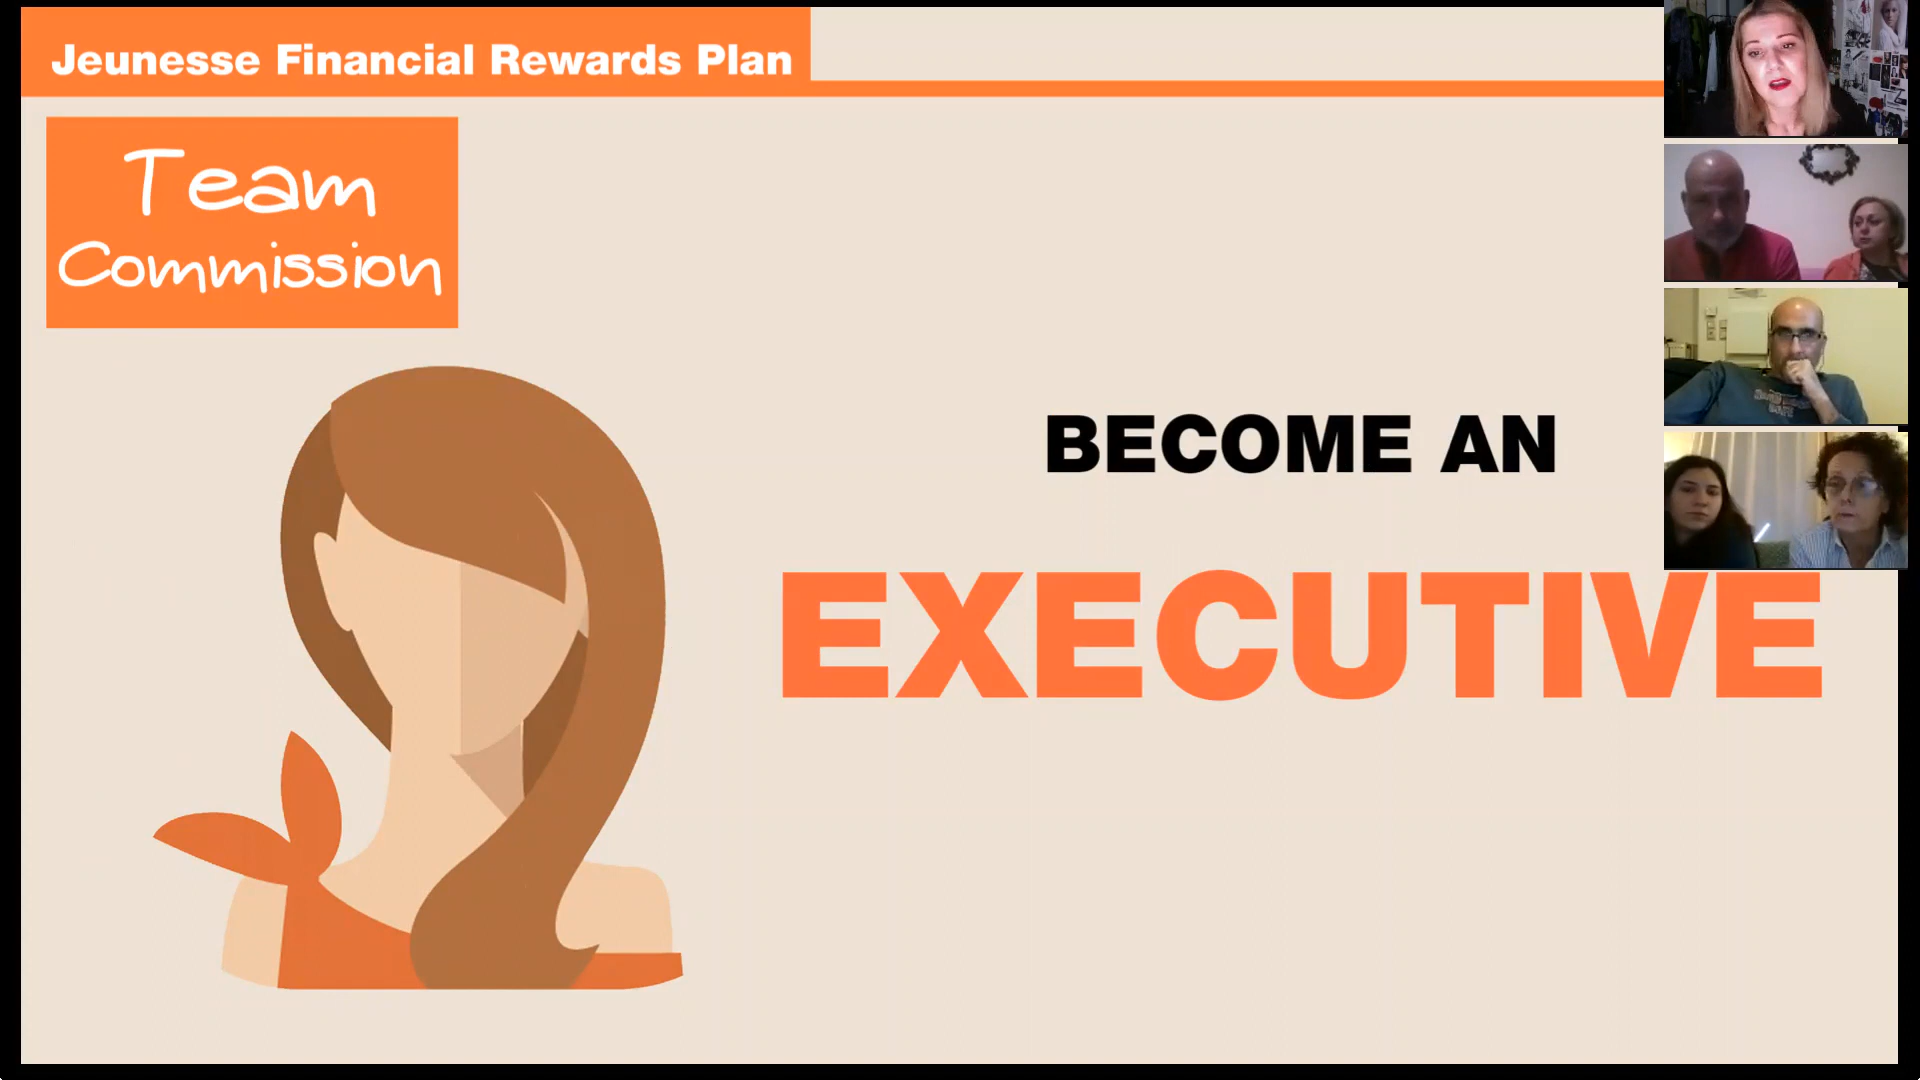 Jeunesse Financial Rewards Plan
Team
Commission
BECOME AN
EXECUTIVE